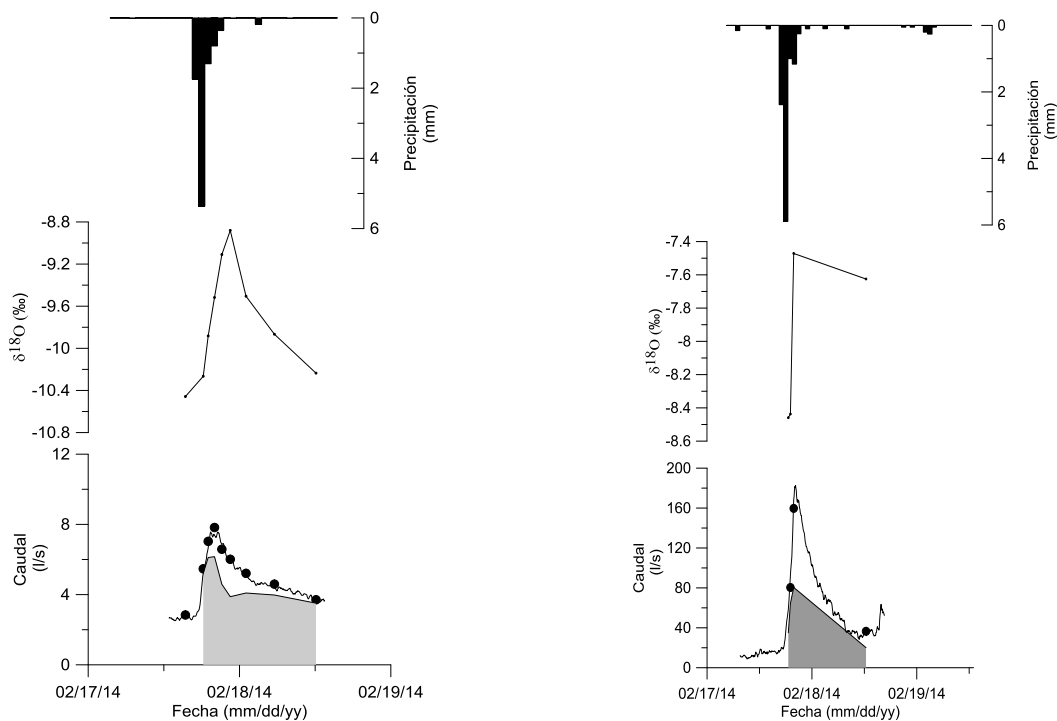 0
2
4
6
Precipitación
(mm)
-8.8
-9.2
-9.6
-10
-10.4
-10.8
δ18O (‰)
12
8
4
0
Caudal
(l/s)
02/17/14 02/18/14 02/19/14
Fecha (mm/dd/yy)
0
2
4
6
Precipitación
(mm)
-7.4
-7.6
-7.8
-8
-8.2
-8.4
-8.6
δ18O (‰)
200
160
120
80
40
0
Caudal
(l/s)
02/17/14 02/18/14 02/19/14
Fecha (mm/dd/yy)